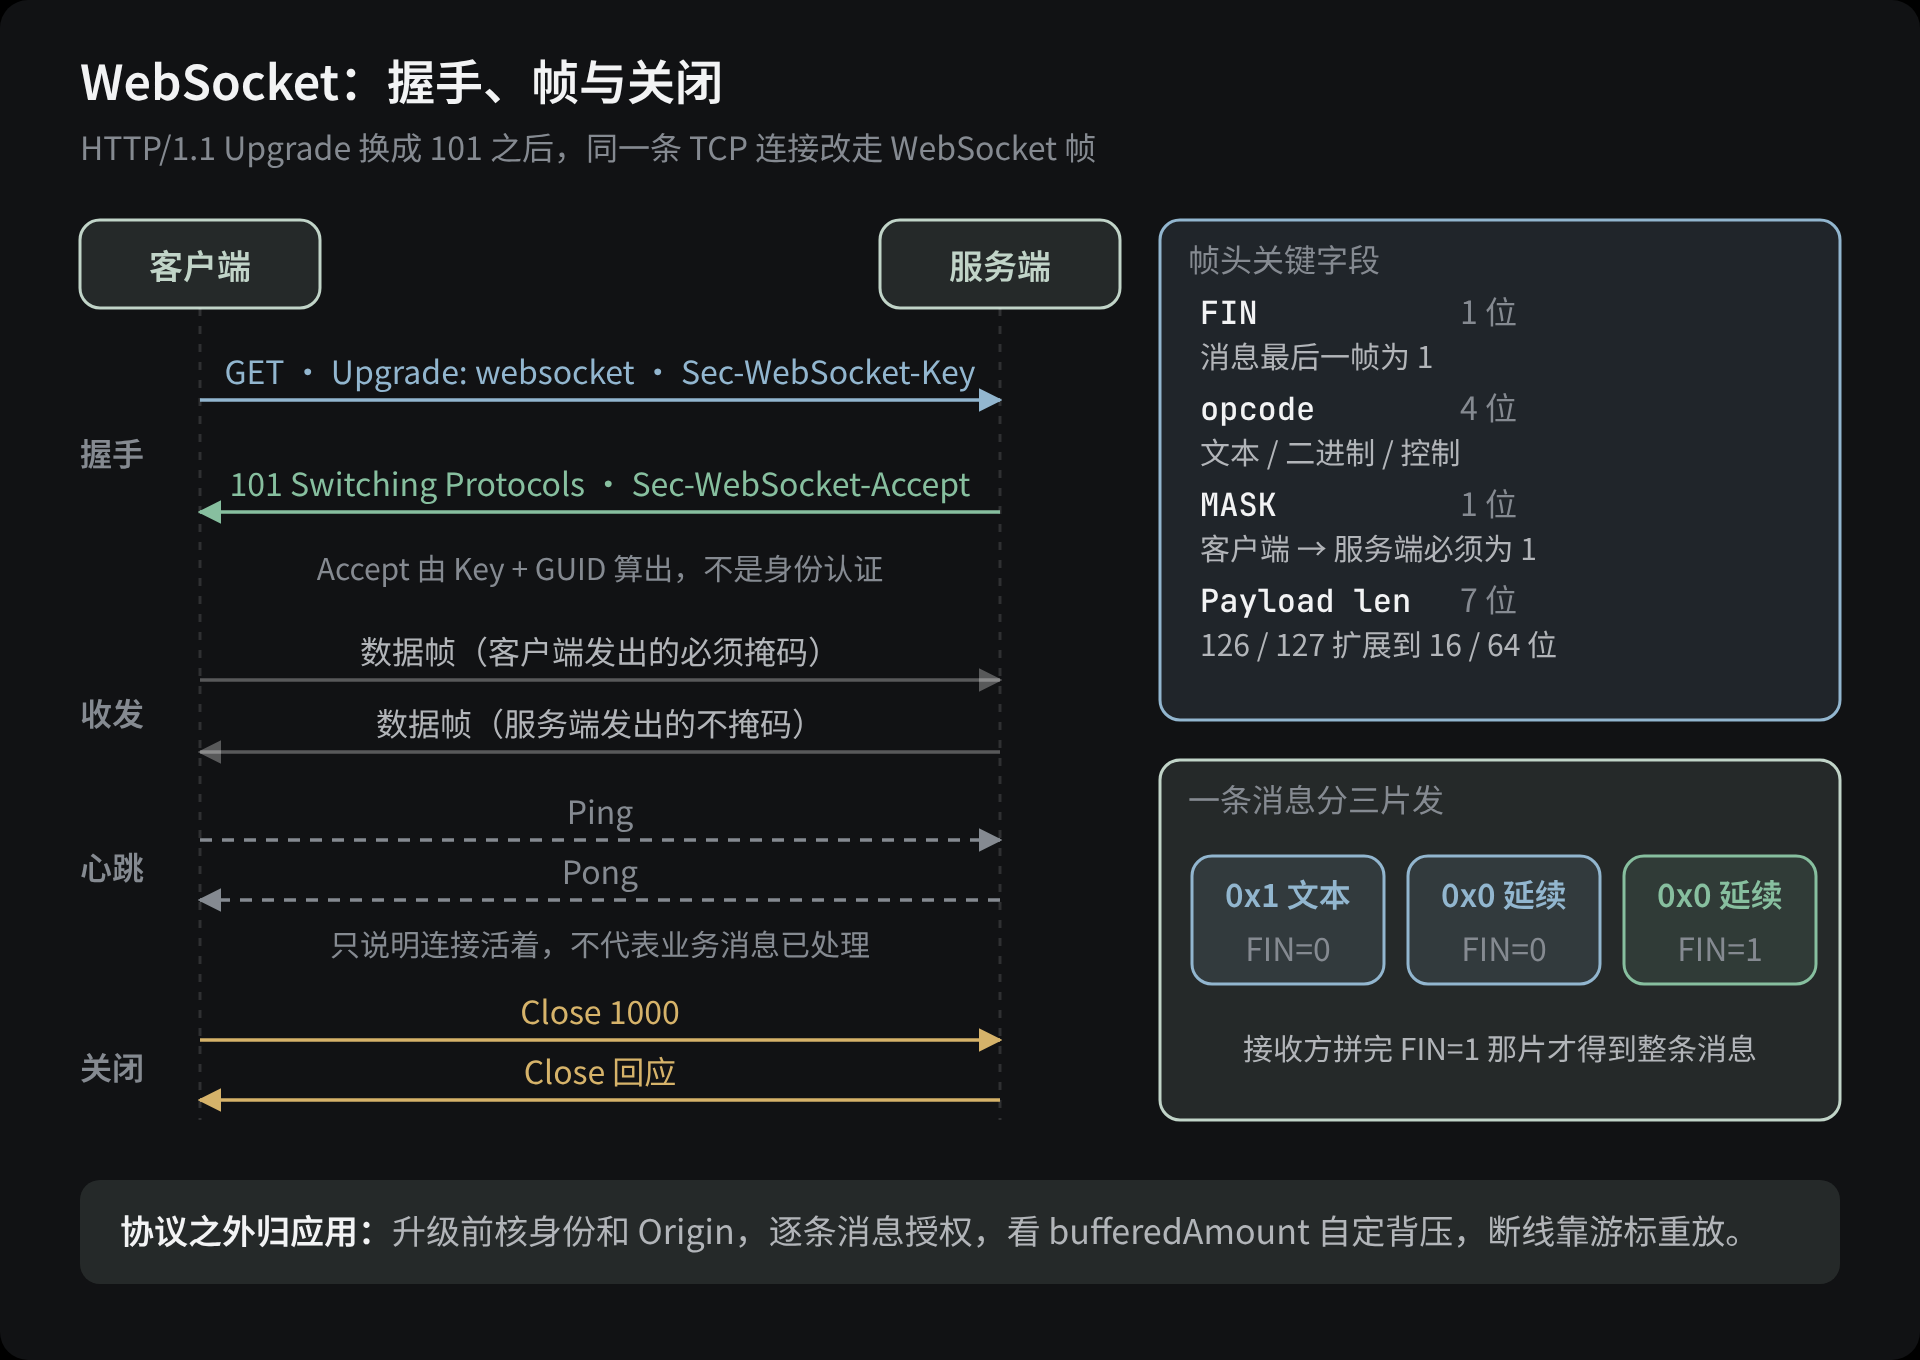 WebSocket：握手、帧与关闭
HTTP/1.1 Upgrade 换成 101 之后，同一条 TCP 连接改走 WebSocket 帧
客户端
服务端
握手
GET · Upgrade: websocket · Sec-WebSocket-Key
101 Switching Protocols · Sec-WebSocket-Accept
Accept 由 Key + GUID 算出，不是身份认证
收发
数据帧（客户端发出的必须掩码）
数据帧（服务端发出的不掩码）
心跳
Ping
Pong
只说明连接活着，不代表业务消息已处理
关闭
Close 1000
Close 回应
帧头关键字段
FIN 1 位
消息最后一帧为 1
opcode 4 位
文本 / 二进制 / 控制
MASK 1 位
客户端 → 服务端必须为 1
Payload len 7 位
126 / 127 扩展到 16 / 64 位
一条消息分三片发
0x1 文本
FIN=0
0x0 延续
FIN=0
0x0 延续
FIN=1
接收方拼完 FIN=1 那片才得到整条消息
协议之外归应用：升级前核身份和 Origin，逐条消息授权，看 bufferedAmount 自定背压，断线靠游标重放。